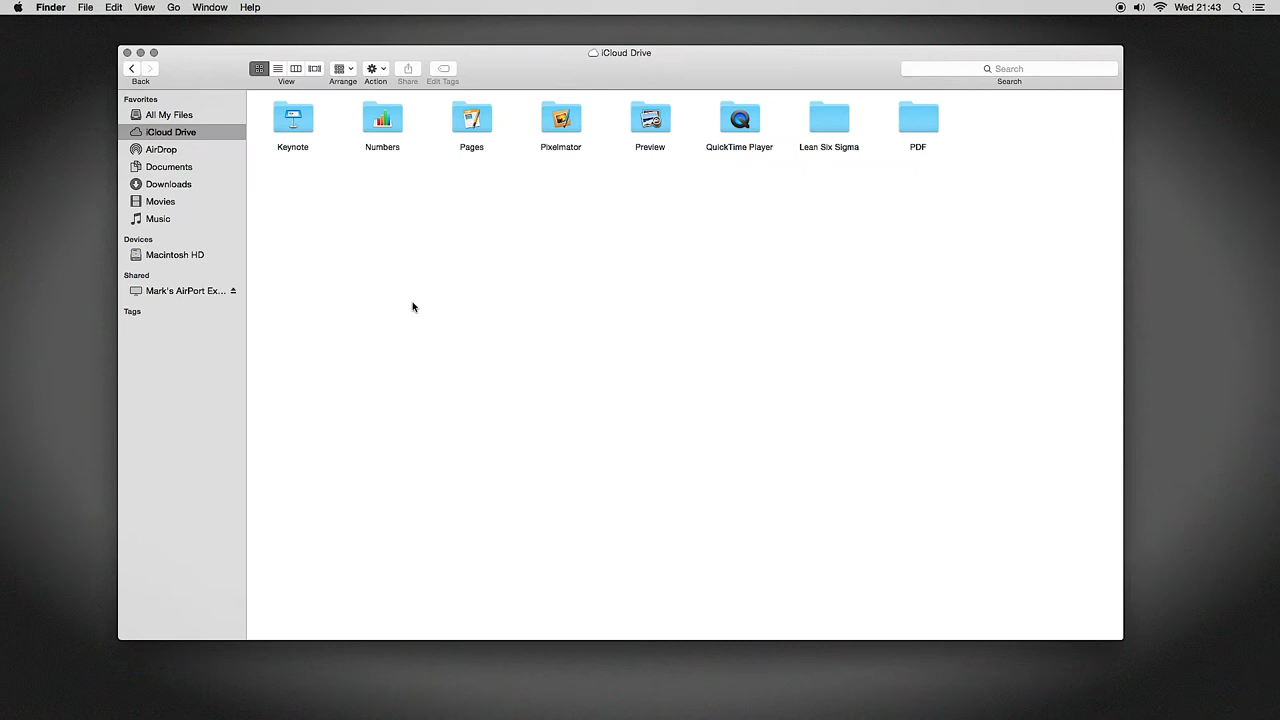 Finder File Edit View Go Window Help Wed 21:43
iCloud Drive
Search
Back View Arrange Action Share Edit Tags Search
Favorites
All My Files
iCloud Drive
AirDrop
Documents
Downloads
Movies
Music
Devices
Macintosh HD
Shared
Mark's AirPort Ex...
Tags
Keynote Numbers Pages Pixelmator Preview QuickTime Player Lean Six Sigma PDF